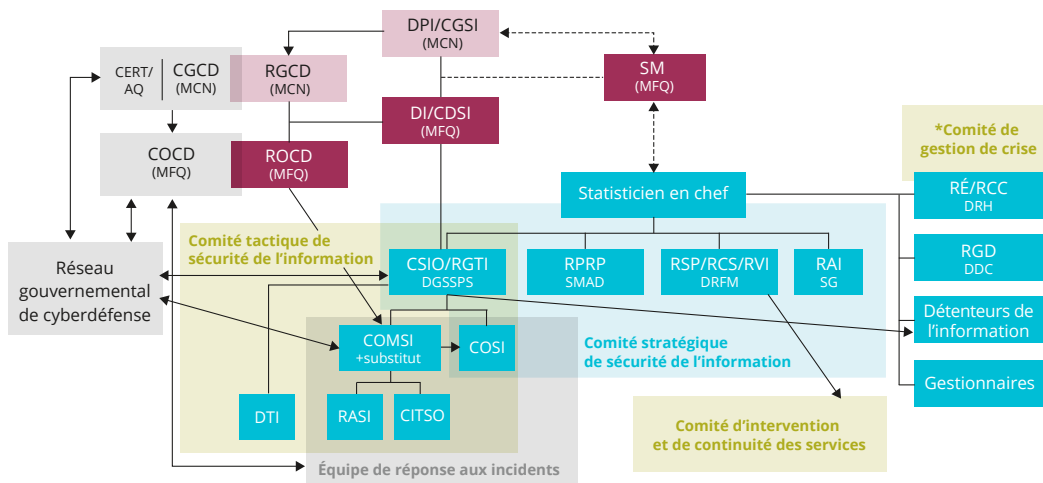 DPI/CGSI
(MCN)
CERT/
AQ
CGCD
(MCN)
RGCD
(MCN)
SM
(MFQ)
DI/CDSI
(MFQ)
*Comité de
gestion de crise
COCD
(MFQ)
ROCD
(MFQ)
Statisticien en chef
RÉ/RCC
DRH
Comité tactique de
sécurité de l’information
Réseau
gouvernemental
de cyberdéfense
CSIO/RGTI
DGSSPS
RPRP
SMAD
RSP/RCS/RVI
DRFM
RAI
SG
RGD
DDC
Détenteurs de
l’information
COMSI
+substitut
COSI
Comité stratégique
de sécurité de l’information
Gestionnaires
DTI
RASI
CITSO
Comité d’intervention
et de continuité des services
Équipe de réponse aux incidents